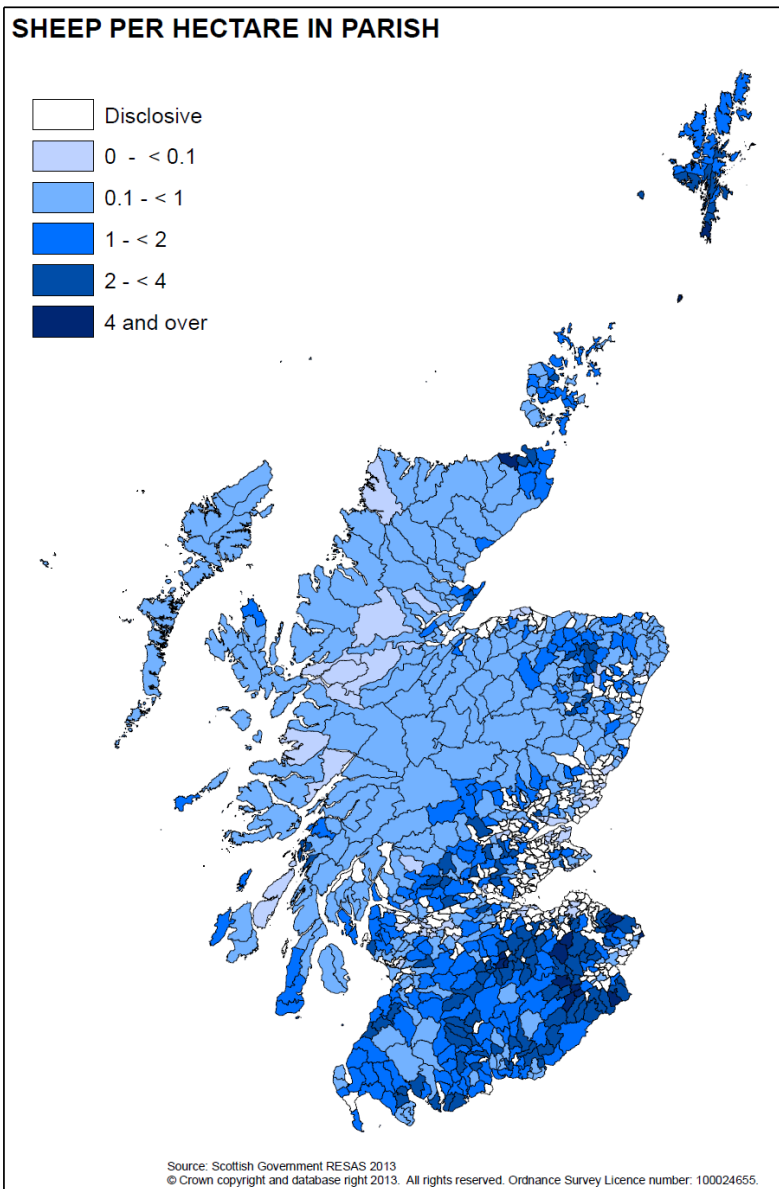 SHEEP PER HECTARE IN PARISH
Disclosive
0 - < 0.1
0.1 - < 1
1 - < 2
2 - < 4
4 and over
Source: Scottish Government RESAS 2013
© Crown copyright and database right 2013. All rights reserved. Ordnance Survey Licence number: 100024655.